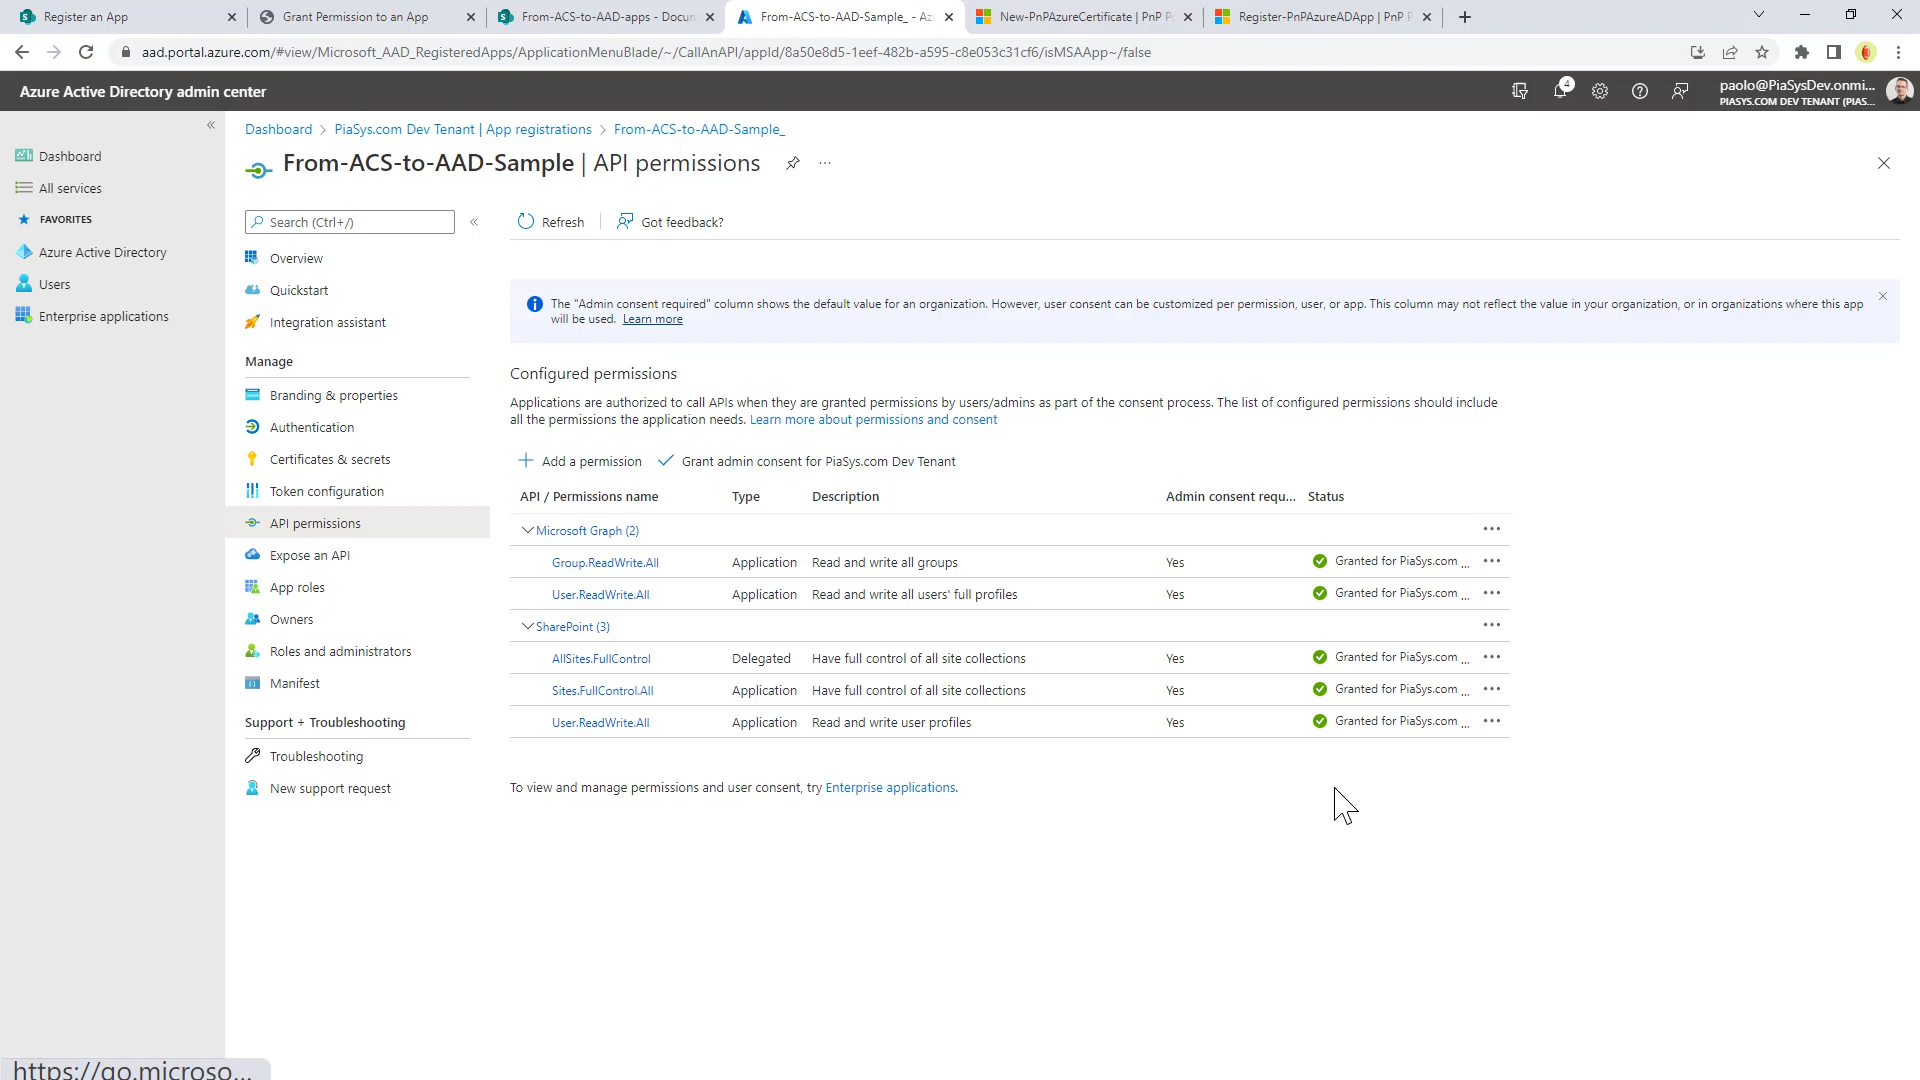 Register an App
Grant Permission to an App
From-ACS-to-AAD-apps - Docum
From-ACS-to-AAD-Sample_ - Az
New-PnPAzureCertificate | PnP P
Register-PnPAzureADApp | PnP P
aad.portal.azure.com/#view/Microsoft_AAD_RegisteredApps/ApplicationMenuBlade/~/CallAnAPI/appId/8a50e8d5-1eef-482b-a595-c8e053c31cf6/isMSAApp~/false
Azure Active Directory admin center
4
paolo@PiaSysDev.onmi...
PIASYS.COM DEV TENANT (PIAS...
Dashboard
All services
FAVORITES
Azure Active Directory
Users
Enterprise applications
Dashboard > PiaSys.com Dev Tenant | App registrations > From-ACS-to-AAD-Sample_
From-ACS-to-AAD-Sample | API permissions
Search (Ctrl+/)
Overview
Quickstart
Integration assistant
Manage
Branding & properties
Authentication
Certificates & secrets
Token configuration
API permissions
Expose an API
App roles
Owners
Roles and administrators
Manifest
Support + Troubleshooting
Troubleshooting
New support request
Refresh
Got feedback?
The "Admin consent required" column shows the default value for an organization. However, user consent can be customized per permission, user, or app. This column may not reflect the value in your organization, or in organizations where this app
will be used. Learn more
Configured permissions
Applications are authorized to call APIs when they are granted permissions by users/admins as part of the consent process. The list of configured permissions should include
all the permissions the application needs. Learn more about permissions and consent
Add a permission
Grant admin consent for PiaSys.com Dev Tenant
API / Permissions name Type Description Admin consent requ... Status
Microsoft Graph (2)
Group.ReadWrite.All Application Read and write all groups Yes Granted for PiaSys.com ...
User.ReadWrite.All Application Read and write all users' full profiles Yes Granted for PiaSys.com ...
SharePoint (3)
AllSites.FullControl Delegated Have full control of all site collections Yes Granted for PiaSys.com ...
Sites.FullControl.All Application Have full control of all site collections Yes Granted for PiaSys.com ...
User.ReadWrite.All Application Read and write user profiles Yes Granted for PiaSys.com ...
To view and manage permissions and user consent, try Enterprise applications.
https://go.microso...